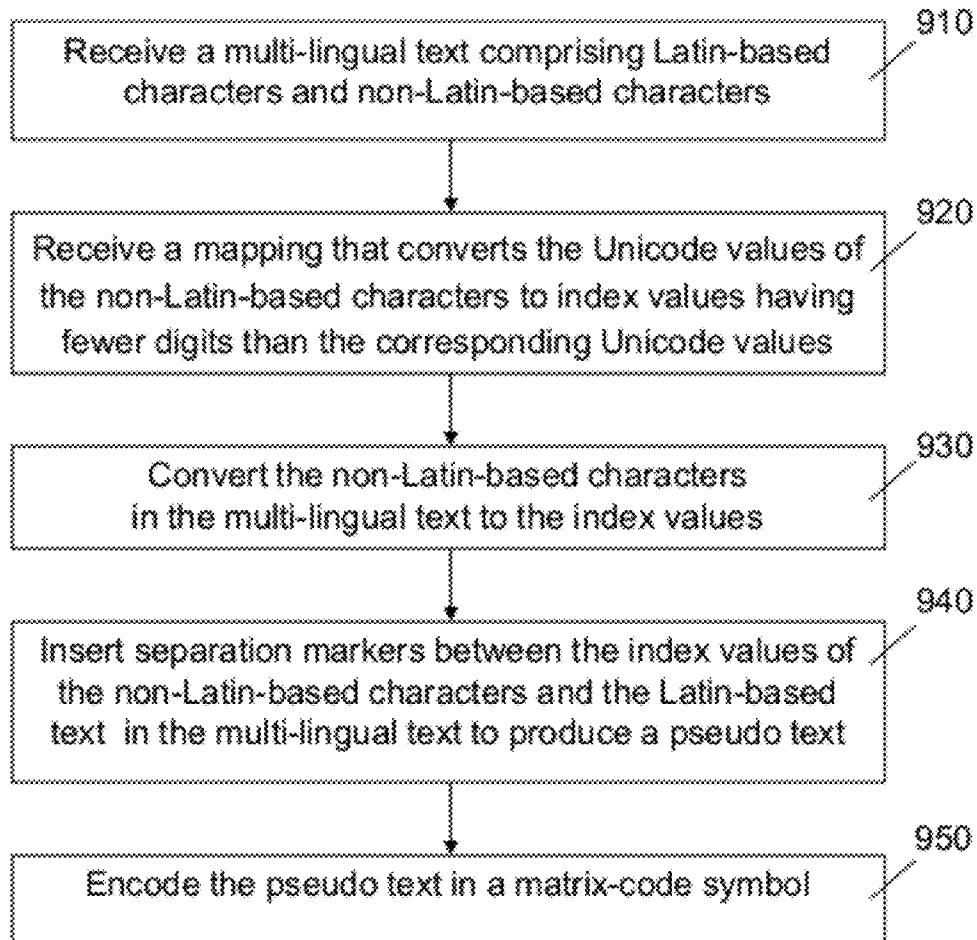 910
Receive a multi-lingual text comprising Latin-based
characters and non-Latin-based characters
920
Receive a mapping that converts the Unicode values of
the non-Latin-based characters to index values having
fewer digits than the corresponding Unicode values
930
Convert the non-Latin-based characters
in the multi-lingual text to the index values
940
Insert separation markers between the index values of
the non-Latin-based characters and the Latin-based
text in the multi-lingual text to produce a pseudo text
950
Encode the pseudo text in a matrix-code symbol